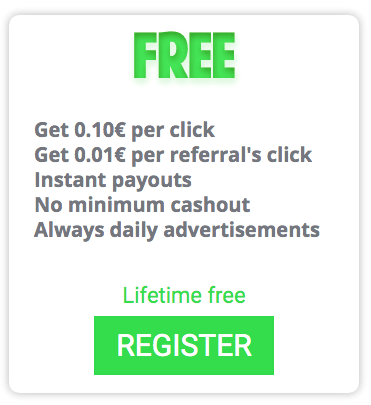 FREE
Get 0.10€ per click
Get 0.01€ per referral's click
Instant payouts
No minimum cashout
Always daily advertisements
Lifetime free
REGISTER